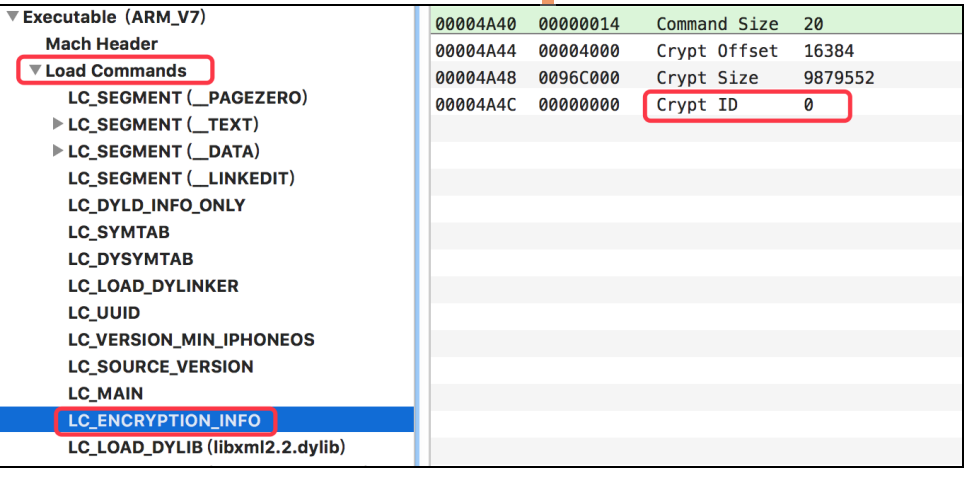 Executable (ARM_V7)
Mach Header
Load Commands
LC_SEGMENT (__PAGEZERO)
LC_SEGMENT (__TEXT)
LC_SEGMENT (__DATA)
LC_SEGMENT (__LINKEDIT)
LC_DYLD_INFO_ONLY
LC_SYMTAB
LC_DYSYMTAB
LC_LOAD_DYLINKER
LC_UUID
LC_VERSION_MIN_IPHONEOS
LC_SOURCE_VERSION
LC_MAIN
LC_ENCRYPTION_INFO
LC_LOAD_DYLIB (libxml2.2.dylib)
00004A40 00000014 Command Size 20
00004A44 00004000 Crypt Offset 16384
00004A48 0096C000 Crypt Size 9879552
00004A4C 00000000 Crypt ID 0